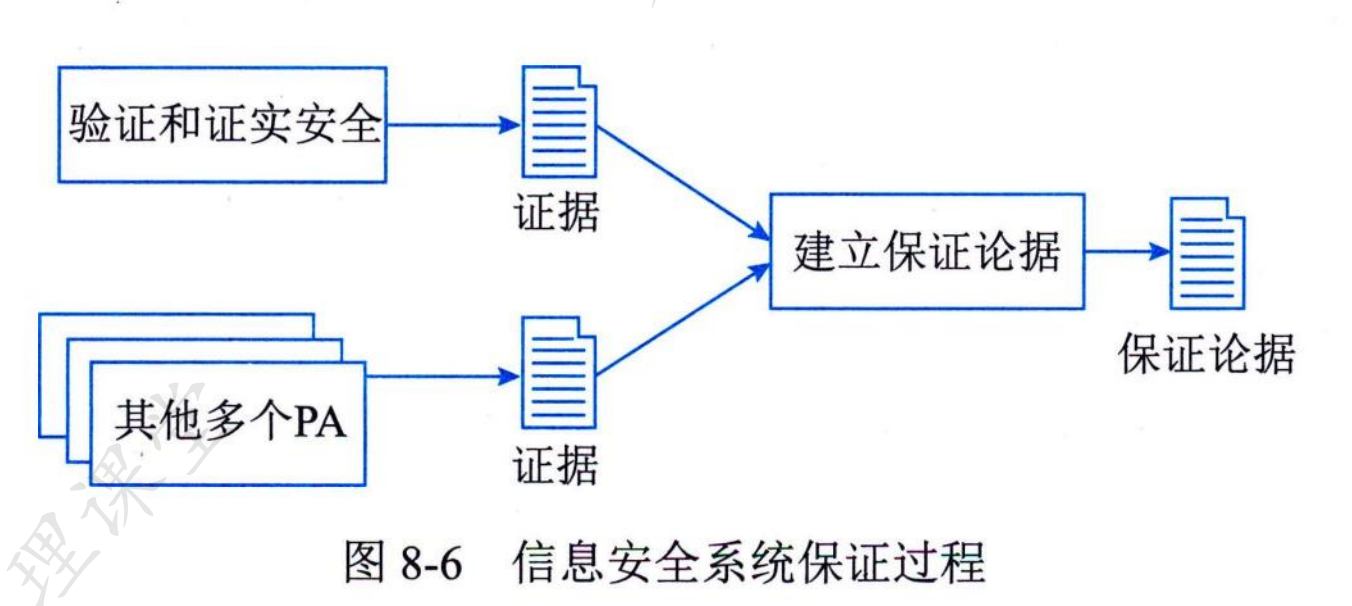 验证和证实安全
证据
建立保证论据
保证论据
其他多个PA
证据
图 8-6 信息安全系统保证过程
理课堂